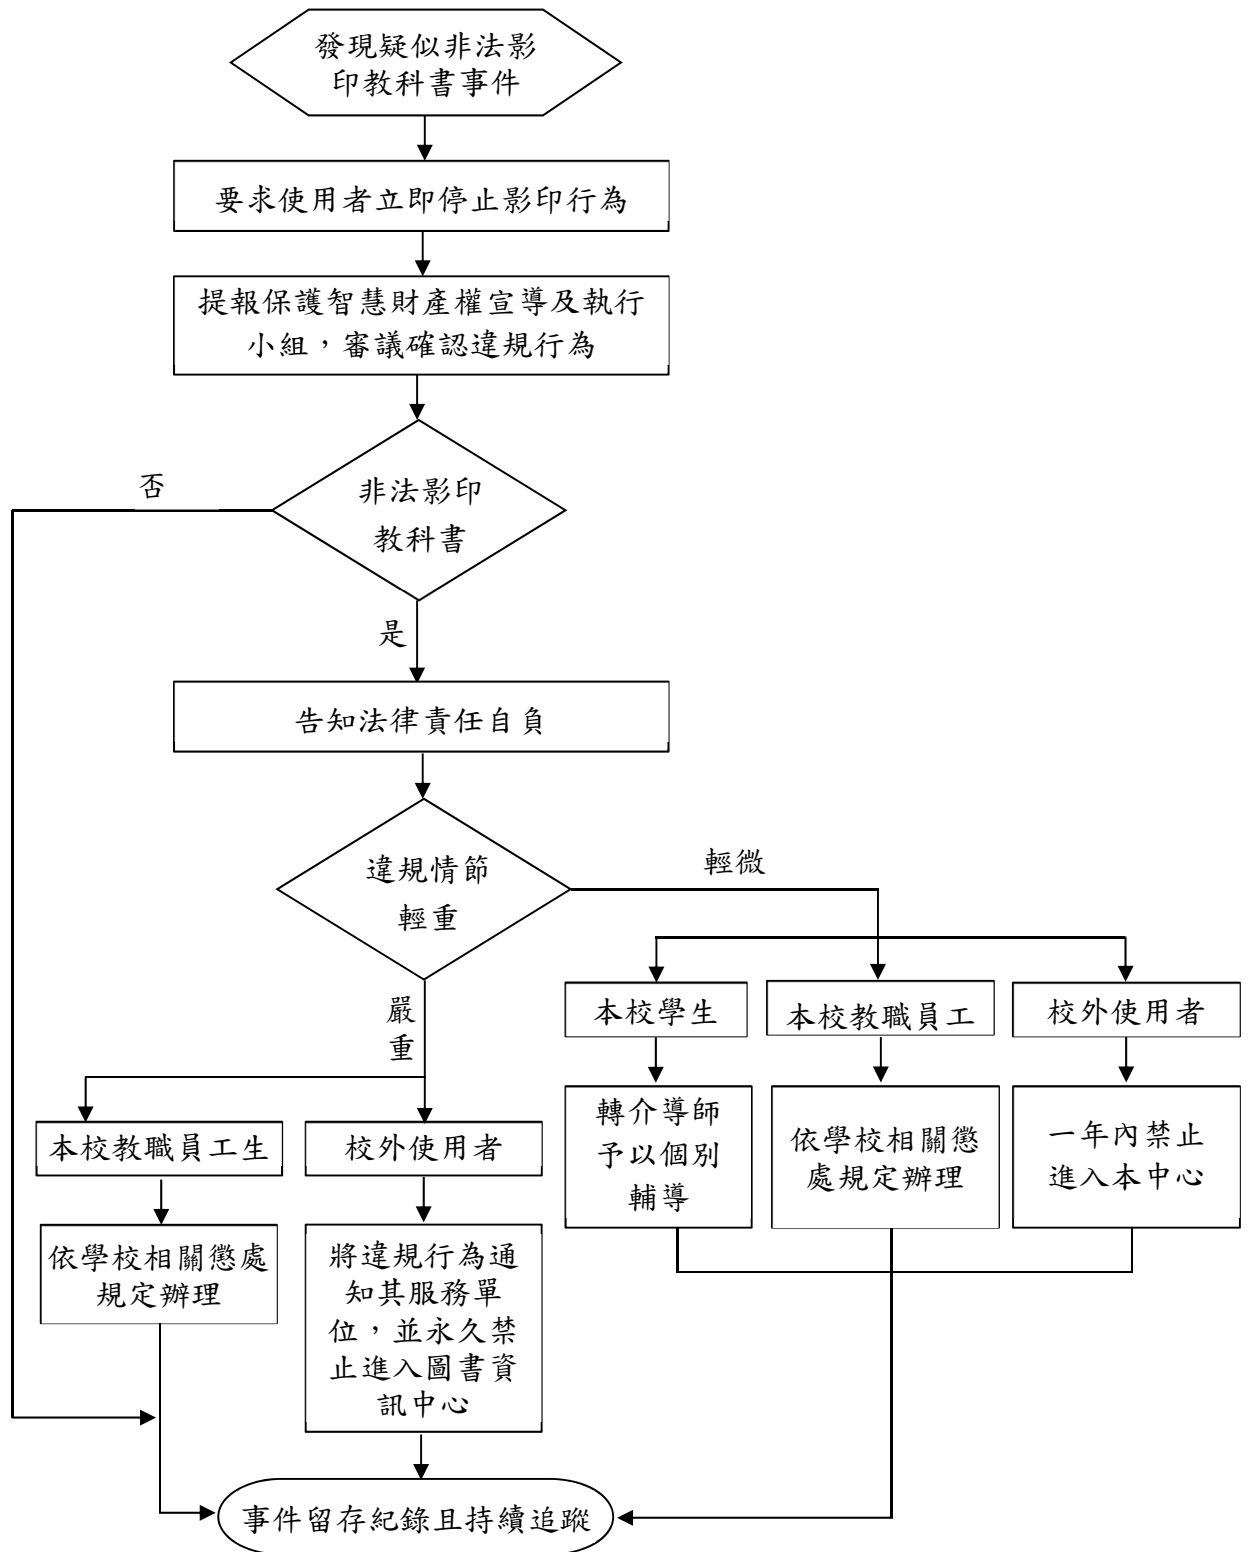 發現疑似非法影
印教科書事件
要求使用者立即停止影印行為
提報保護智慧財產權宣導及執行
小組，審議確認違規行為
否
非法影印
教科書
是
告知法律責任自負
違規情節
輕重
輕微
嚴
重
本校學生
本校教職員工
校外使用者
轉介導師
予以個別
輔導
依學校相關懲
處規定辦理
一年內禁止
進入本中心
本校教職員工生
校外使用者
依學校相關懲處
規定辦理
將違規行為通
知其服務單
位，並永久禁
止進入圖書資
訊中心
事件留存紀錄且持續追蹤